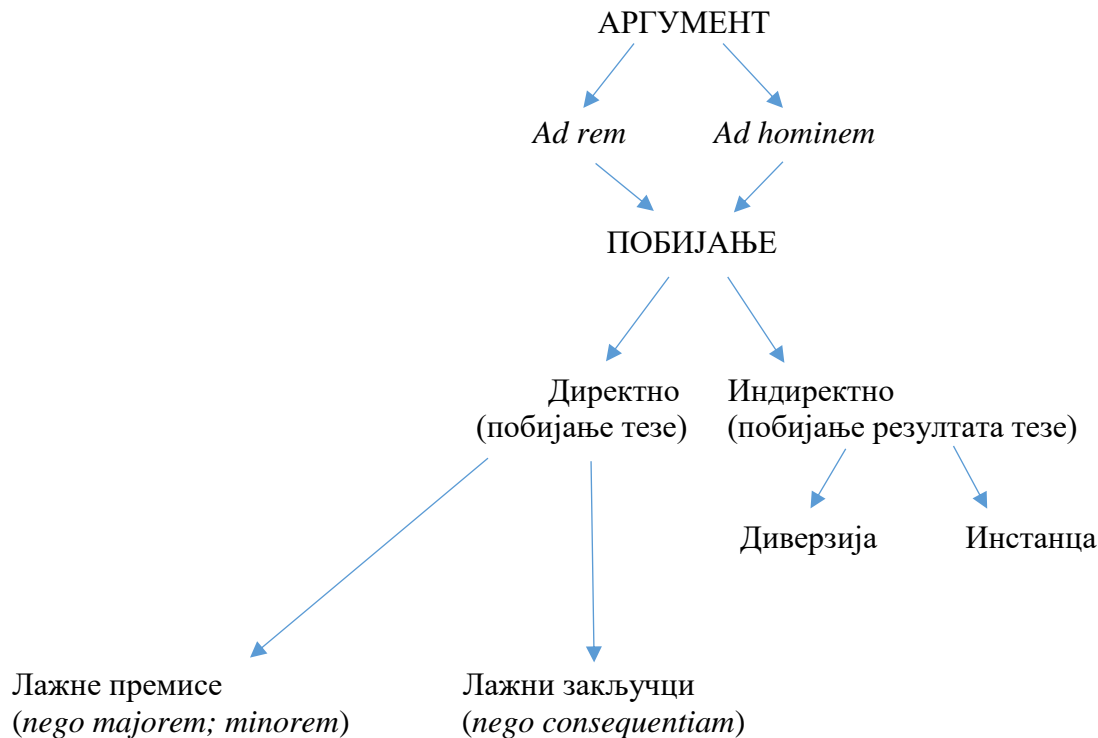 АРГУМЕНТ
Ad rem Ad hominem
ПОБИЈАЊЕ
Директно Индиректно
(побијање тезе) (побијање резултата тезе)
Диверзија Инстанца
Лажне премисе Лажни закључци
(nego majorem; minorem) (nego consequentiam)